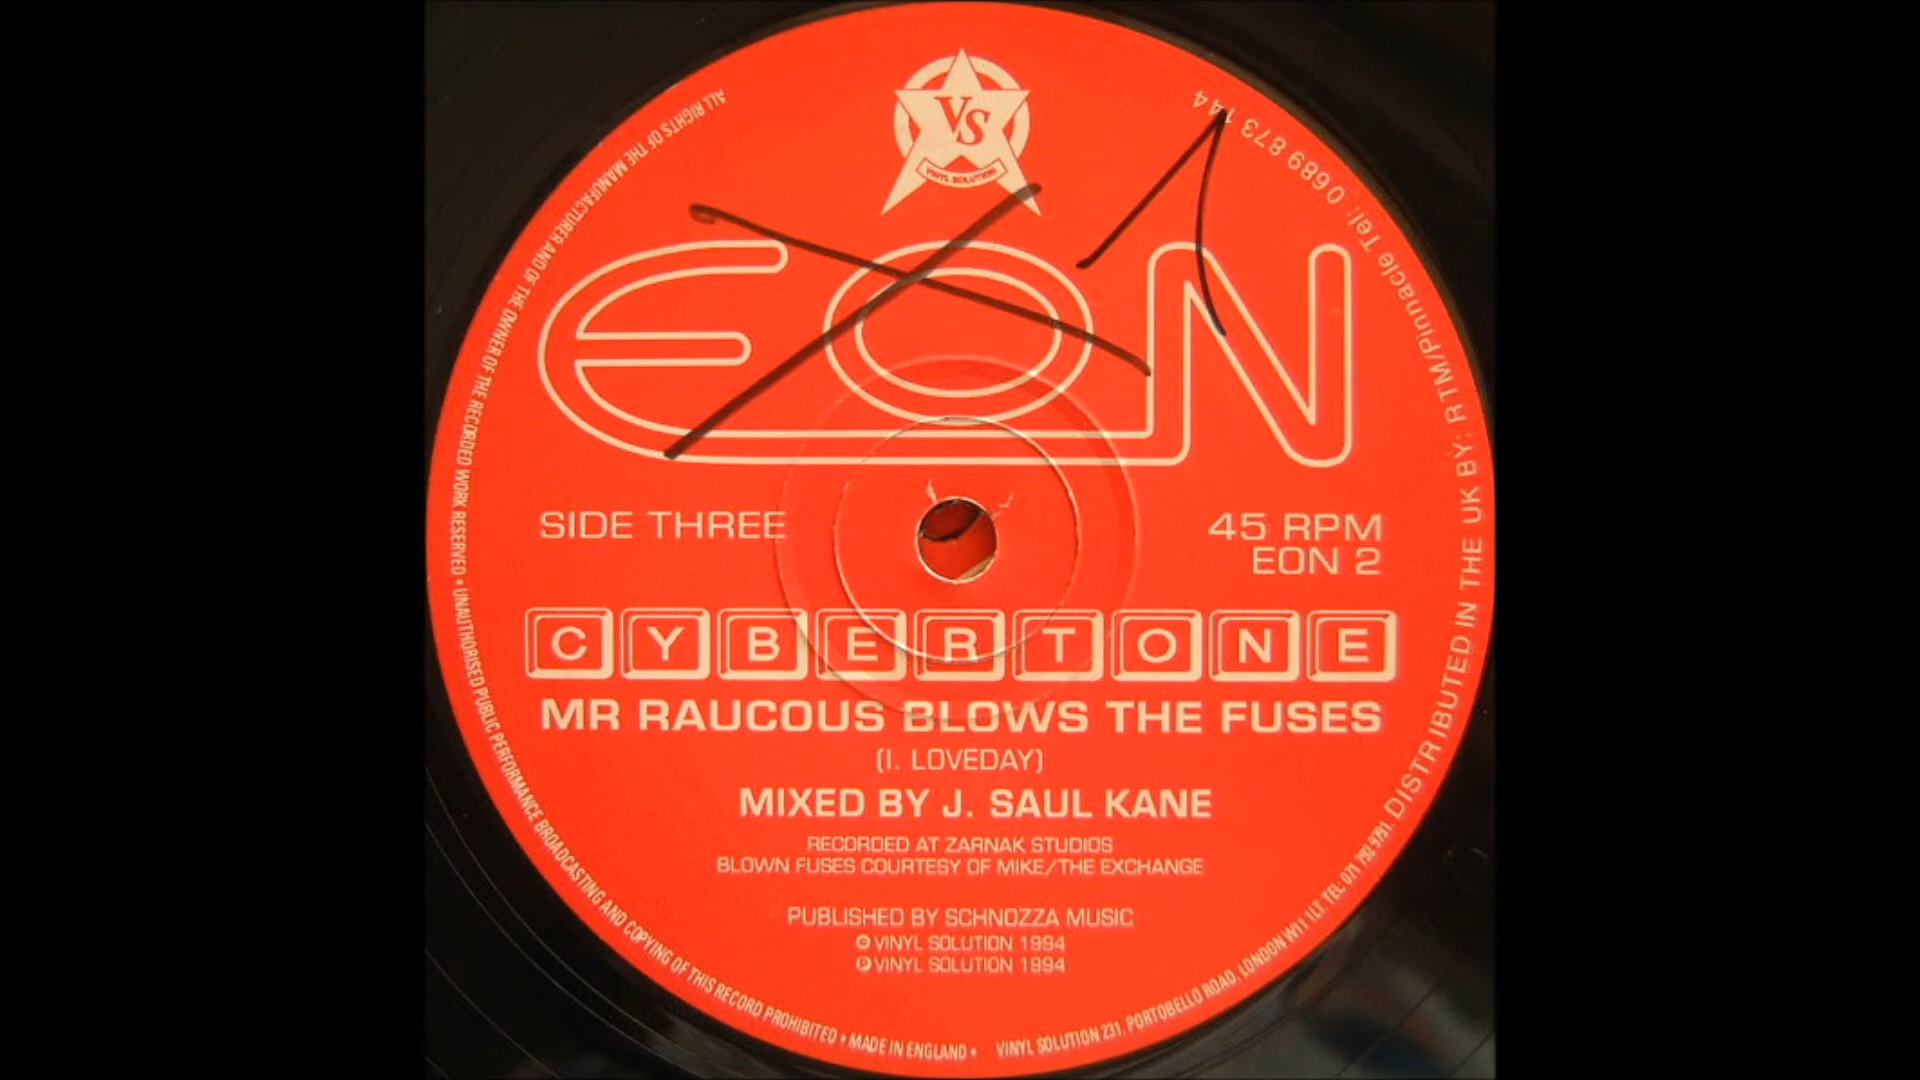 VS
VINYL SOLUTION
EON
SIDE THREE
45 RPM
EON 2
CYBERTONE
MR RAUCOUS BLOWS THE FUSES
(I. LOVEDAY)
MIXED BY J. SAUL KANE
RECORDED AT ZARNAK STUDIOS
BLOWN FUSES COURTESY OF MIKE/THE EXCHANGE
PUBLISHED BY SCHNOZZA MUSIC
© VINYL SOLUTION 1994
℗ VINYL SOLUTION 1994
ALL RIGHTS OF THE MANUFACTURER AND OF THE OWNER OF THE RECORDED WORK RESERVED • UNAUTHORISED PUBLIC PERFORMANCE BROADCASTING AND COPYING OF THIS RECORD PROHIBITED • MADE IN ENGLAND •
VINYL SOLUTION 231, PORTOBELLO ROAD, LONDON W11 1LT. TEL: 071 792 9791. DISTRIBUTED IN THE UK BY: RTM/Pinnacle Tel: 0689 873 144